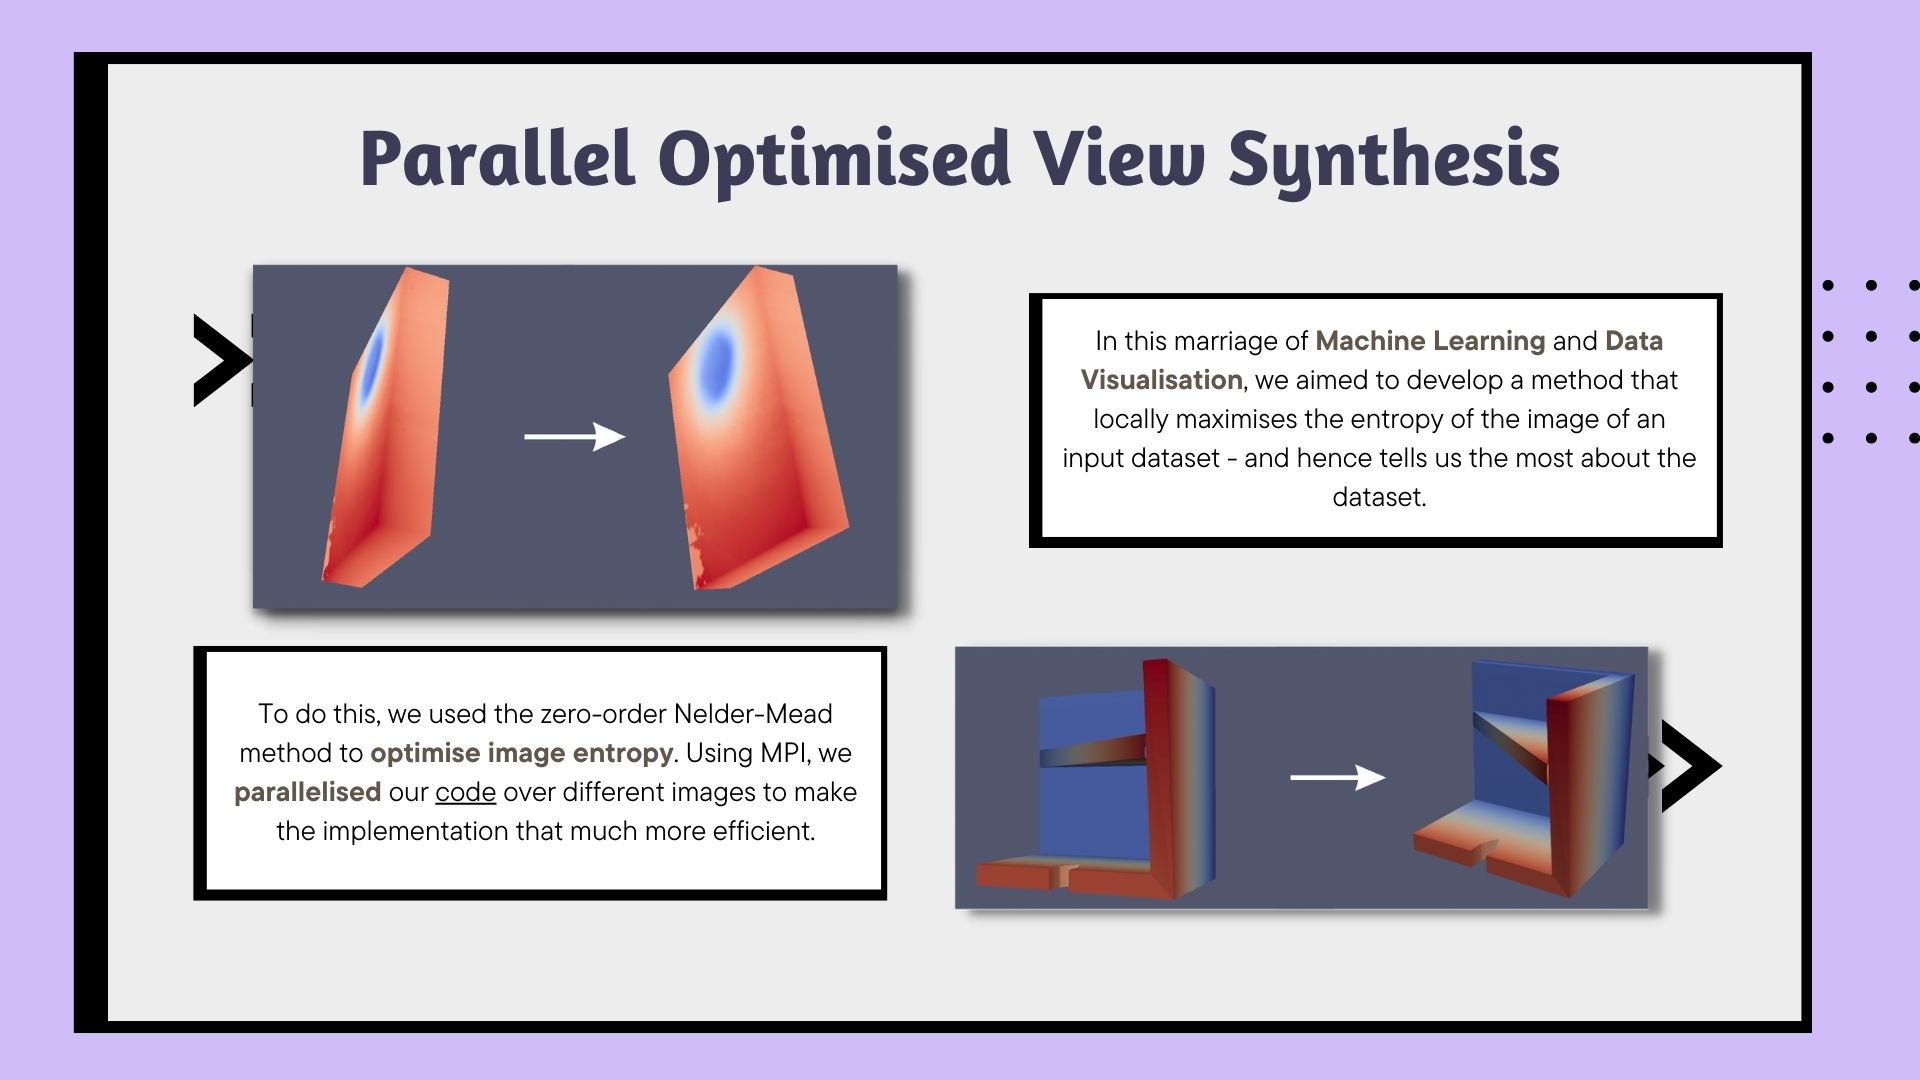 Parallel Optimised View Synthesis
In this marriage of Machine Learning and Data
Visualisation, we aimed to develop a method that
locally maximises the entropy of the image of an
input dataset - and hence tells us the most about the
dataset.
To do this, we used the zero-order Nelder-Mead
method to optimise image entropy. Using MPI, we
parallelised our code over different images to make
the implementation that much more efficient.